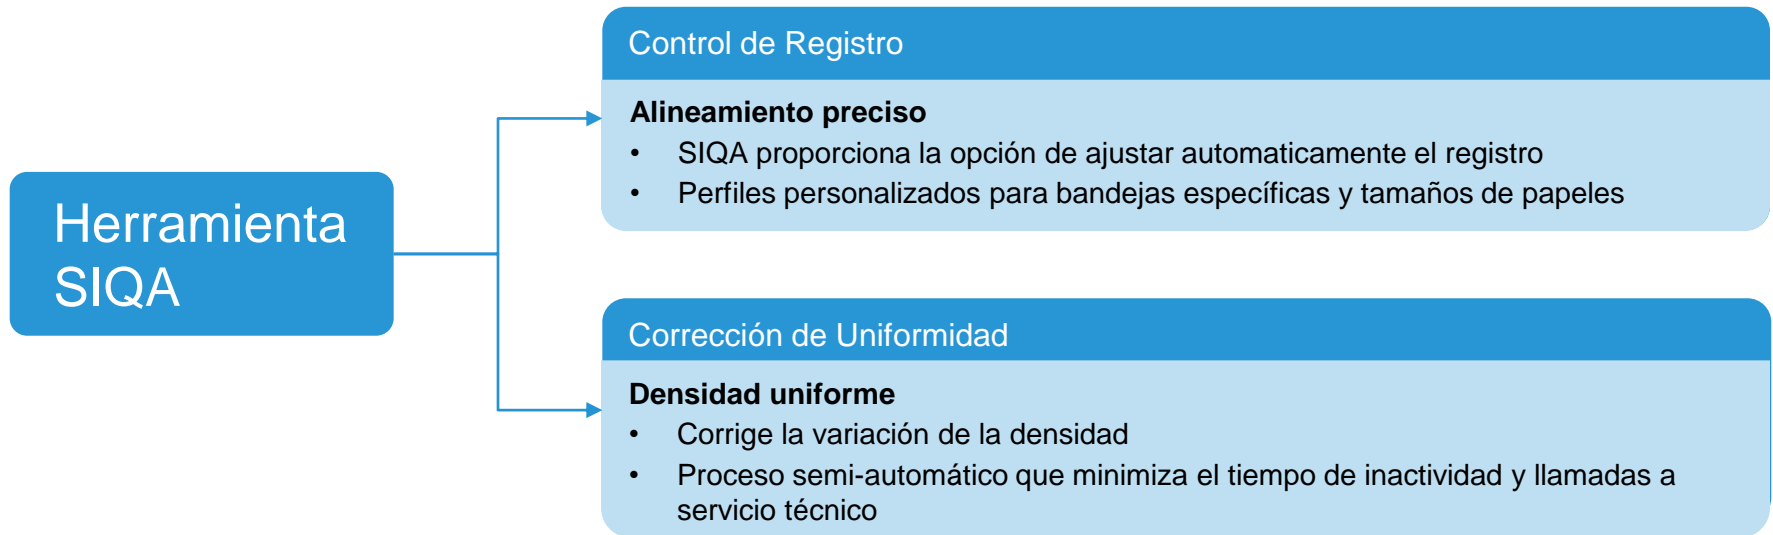 Herramienta
SIQA
Control de Registro
Alineamiento preciso
• SIQA proporciona la opción de ajustar automaticamente el registro
• Perfiles personalizados para bandejas específicas y tamaños de papeles
Corrección de Uniformidad
Densidad uniforme
• Corrige la variación de la densidad
• Proceso semi-automático que minimiza el tiempo de inactividad y llamadas a
servicio técnico